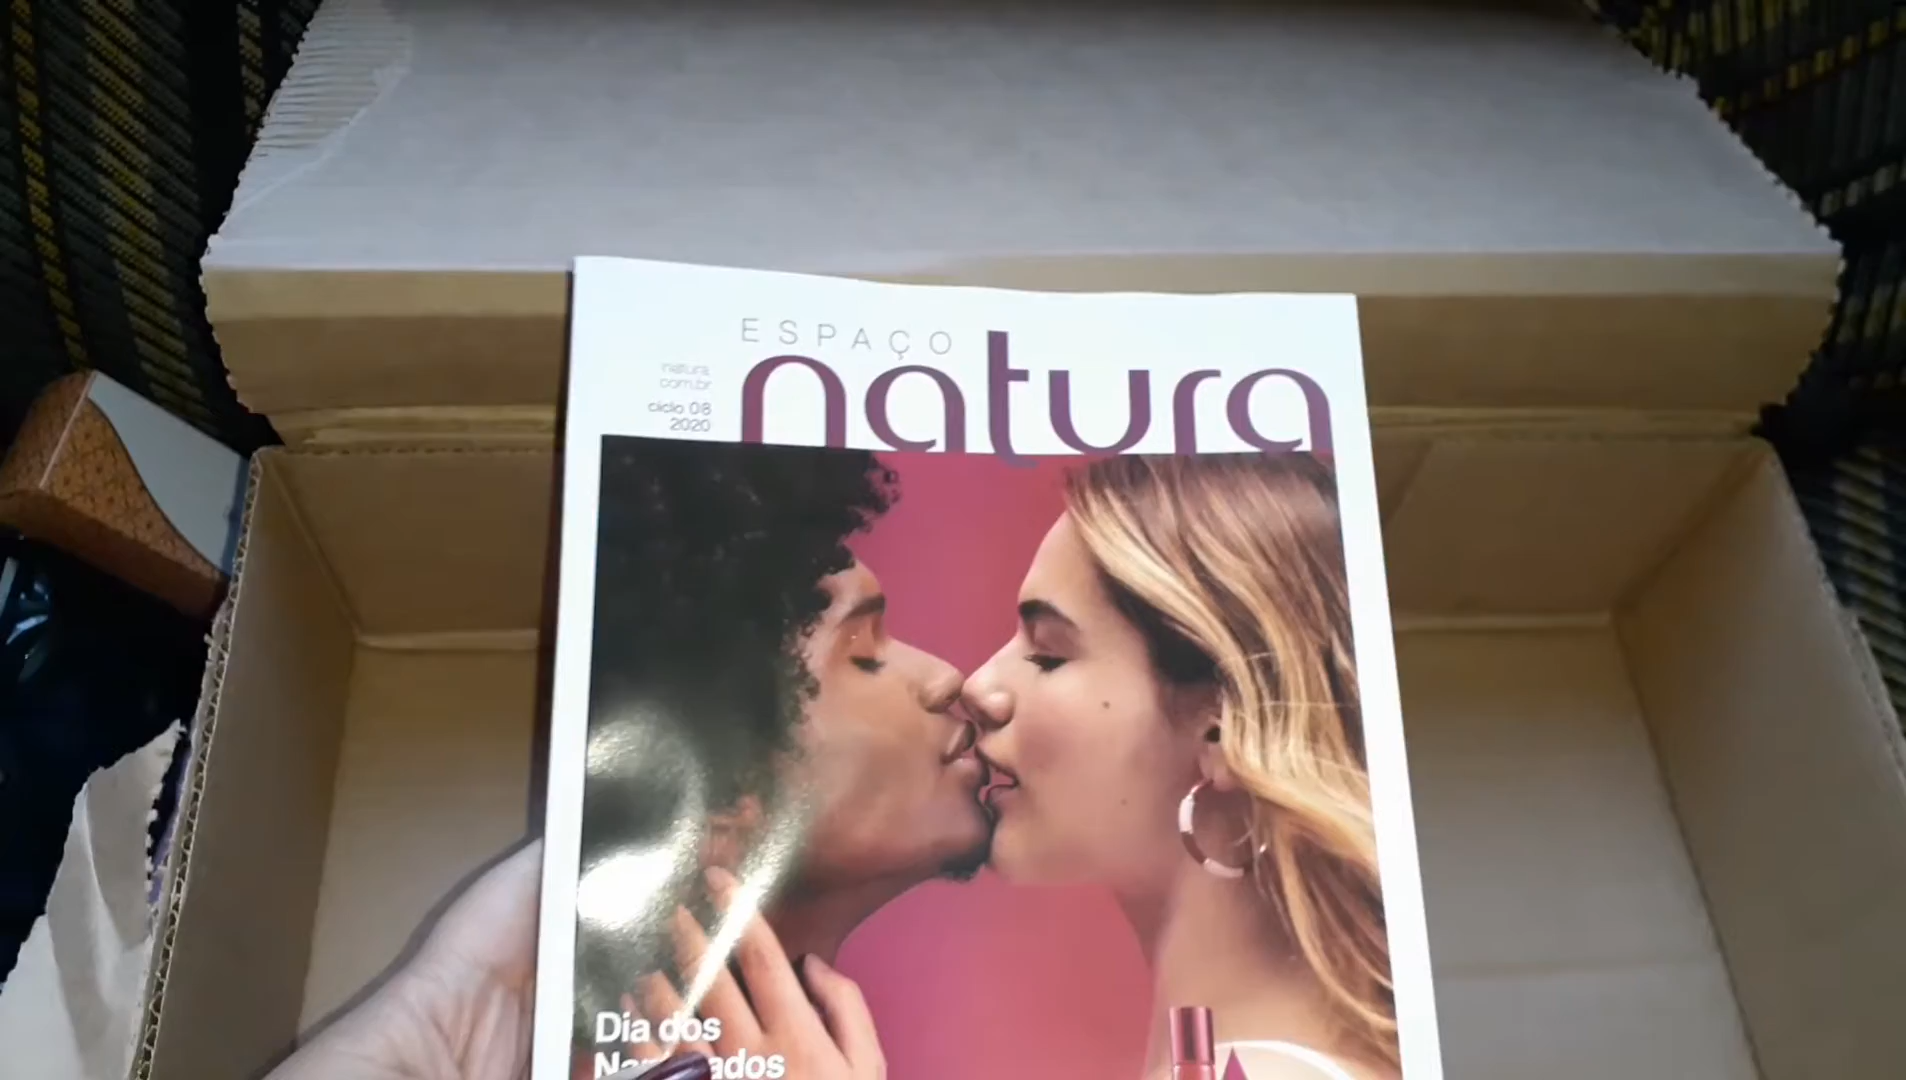 ESPAÇO
natura
natura
com.br
ciclo 08
2020
Dia dos